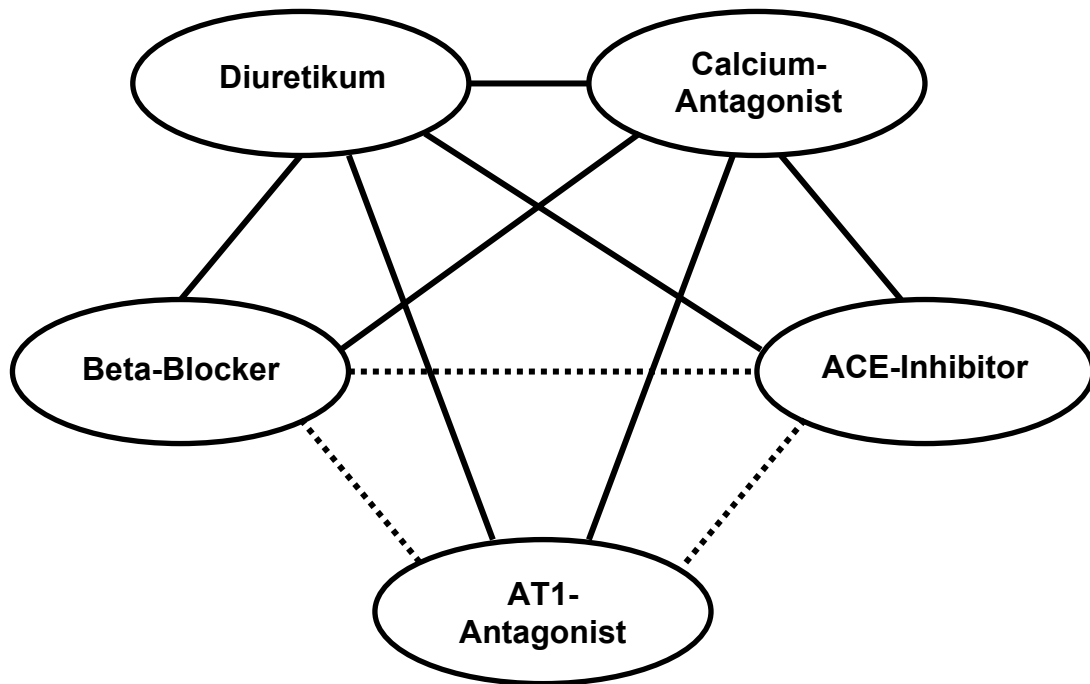 Diuretikum
Calcium-
Antagonist
Beta-Blocker
ACE-Inhibitor
AT1-
Antagonist